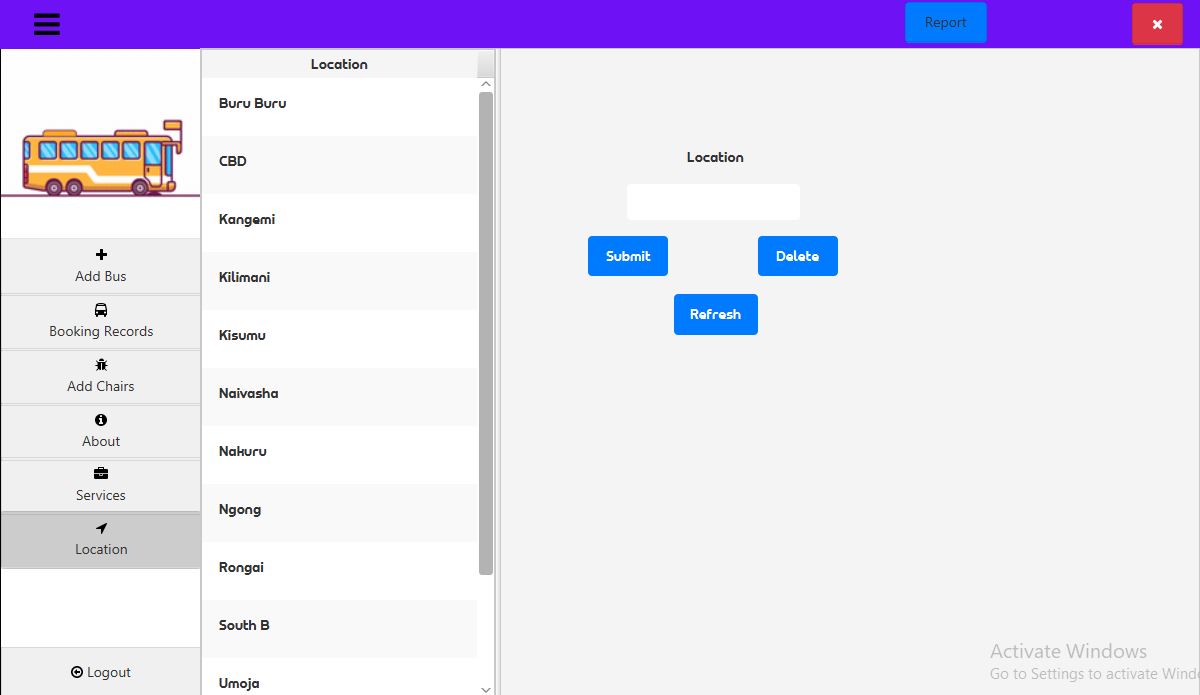 Report
Add Bus
Booking Records
Add Chairs
About
Services
Location
Logout
Location
Buru Buru
CBD
Kangemi
Kilimani
Kisumu
Naivasha
Nakuru
Ngong
Rongai
South B
Umoja
Location
Submit
Delete
Refresh
Activate Windows
Go to Settings to activate Wind